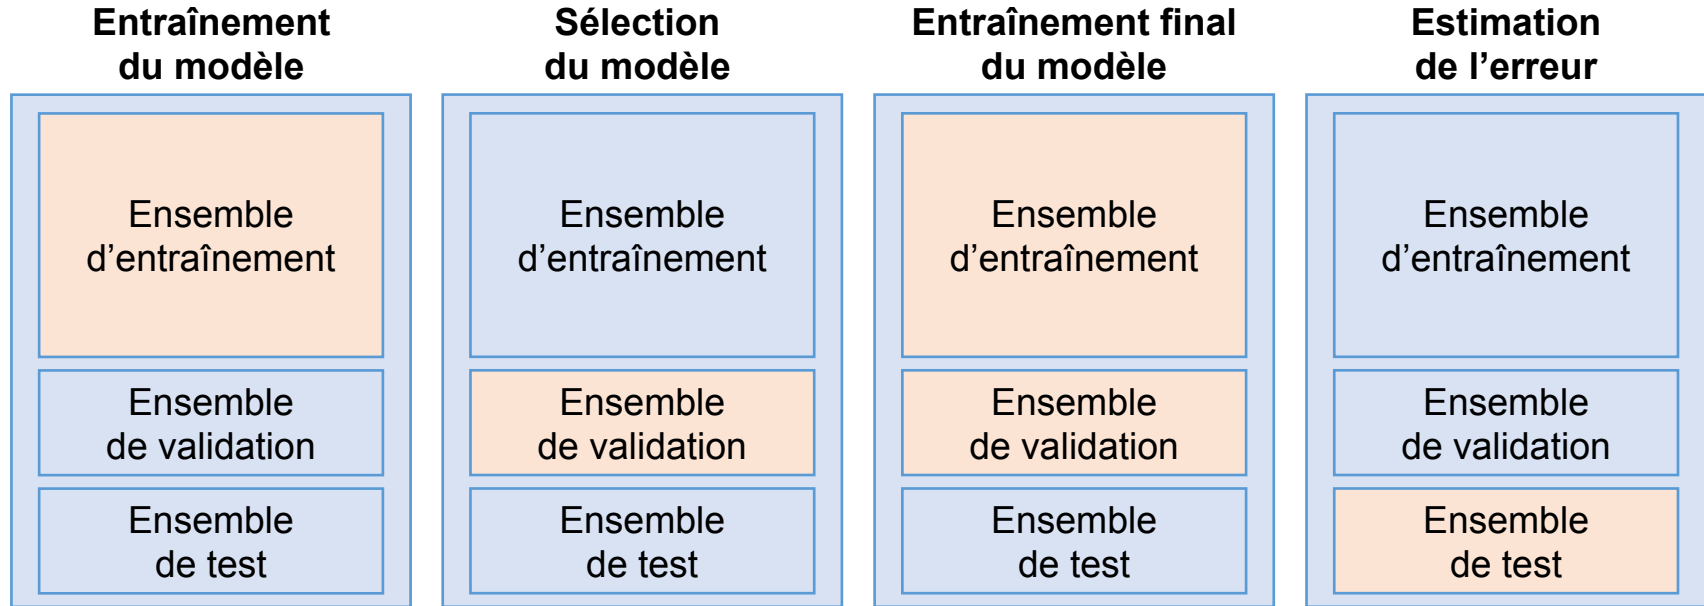 Entraînement
du modèle
Ensemble
d’entraînement
Ensemble
de validation
Ensemble
de test
Sélection
du modèle
Ensemble
d’entraînement
Ensemble
de validation
Ensemble
de test
Entraînement final
du modèle
Ensemble
d’entraînement
Ensemble
de validation
Ensemble
de test
Estimation
de l’erreur
Ensemble
d’entraînement
Ensemble
de validation
Ensemble
de test